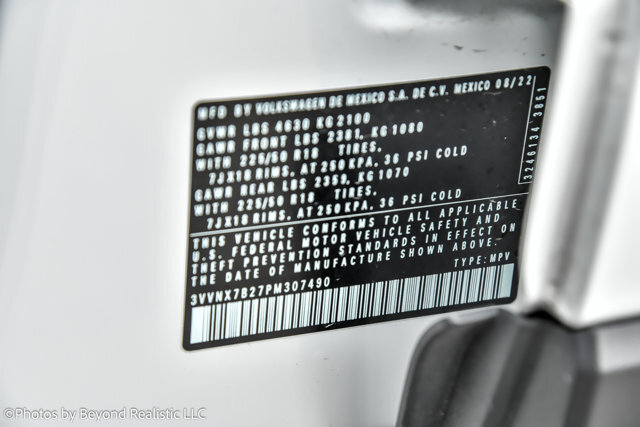 MFD BY VOLKSWAGEN DE MEXICO S.A. DE C.V. MEXICO 08/22
GVWR LBS 4630 KG 2100
GAWR FRONT LBS 2381, KG 1080
WITH 225/50 R18 TIRES.
7JX18 RIMS, AT 250 KPA. 36 PSI COLD
GAWR REAR LBS 2359, KG 1070
WITH 225/50 R18 TIRES.
7JX18 RIMS, AT 250 KPA, 36 PSI COLD
THIS VEHICLE CONFORMS TO ALL APPLICABLE
U.S. FEDERAL MOTOR VEHICLE SAFETY AND
THEFT PREVENTION STANDARDS IN EFFECT ON
THE DATE OF MANUFACTURE SHOWN ABOVE.
3VVNX7B27PM307490 TYPE: MPV
3246134 3851
©Photos by Beyond Realistic LLC